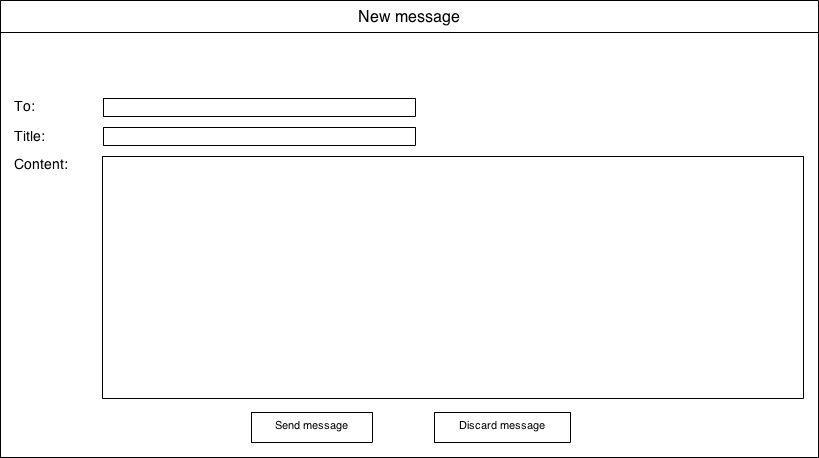 New message
To:
Title:
Content:
Send message
Discard message